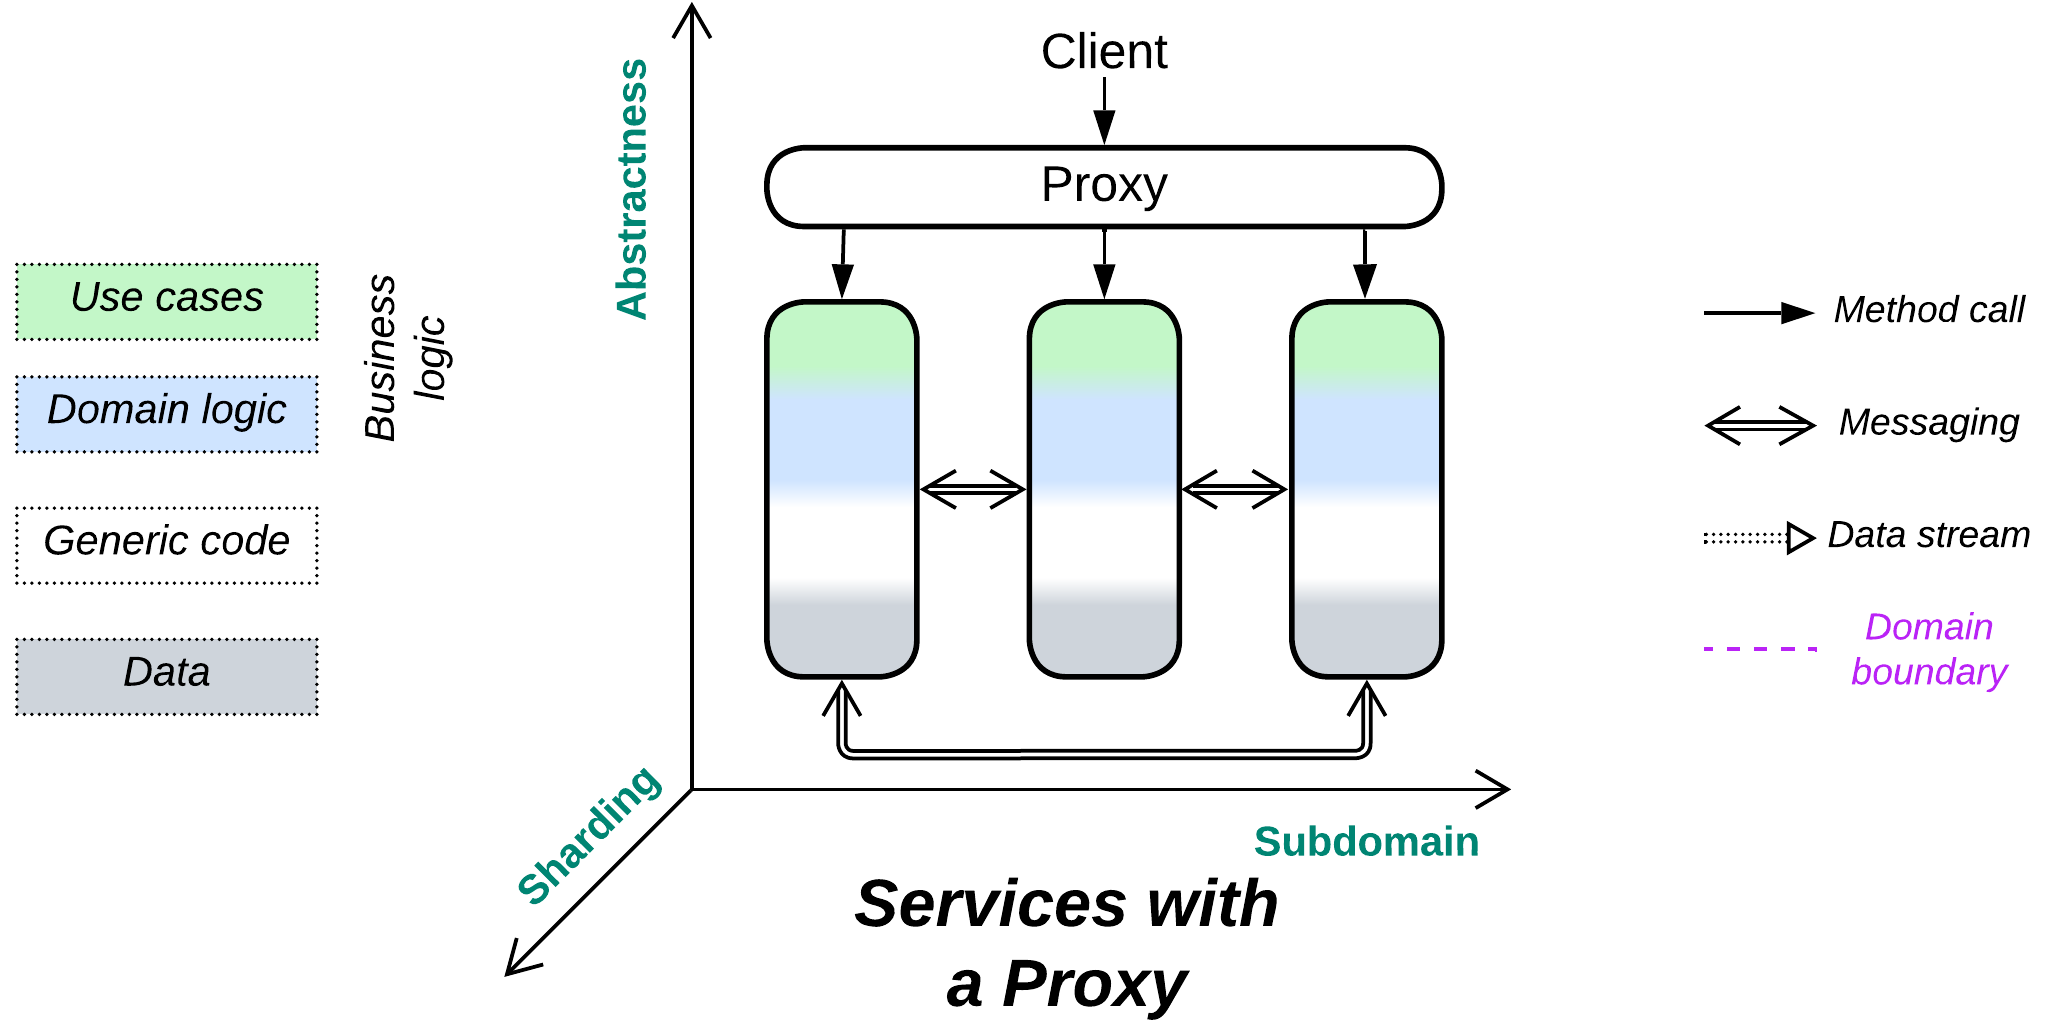 Client
Proxy
Abstractness
Use cases
Domain logic
Generic code
Data
Business
logic
Method call
Messaging
Data stream
Domain
boundary
Sharding
Subdomain
Services with
a Proxy